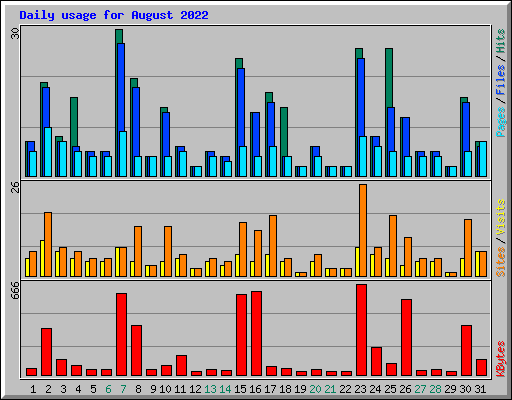 Daily usage for August 2022
30
Pages / Files / Hits
26
Sites / Visits
666
KBytes
1 2 3 4 5 6 7 8 9 10 11 12 13 14 15 16 17 18 19 20 21 22 23 24 25 26 27 28 29 30 31